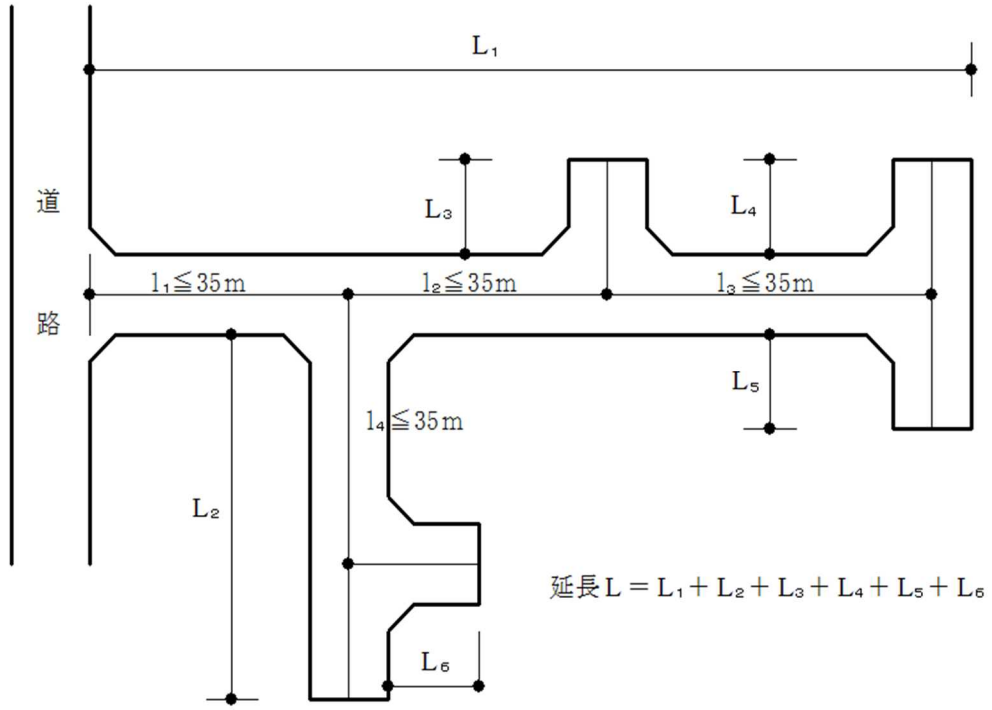 L₁
道
路
L₃
L₄
l₁≦35m
l₂≦35m
l₃≦35m
L₅
l₄≦35m
L₂
延長L＝L₁＋L₂＋L₃＋L₄＋L₅＋L₆
L₆